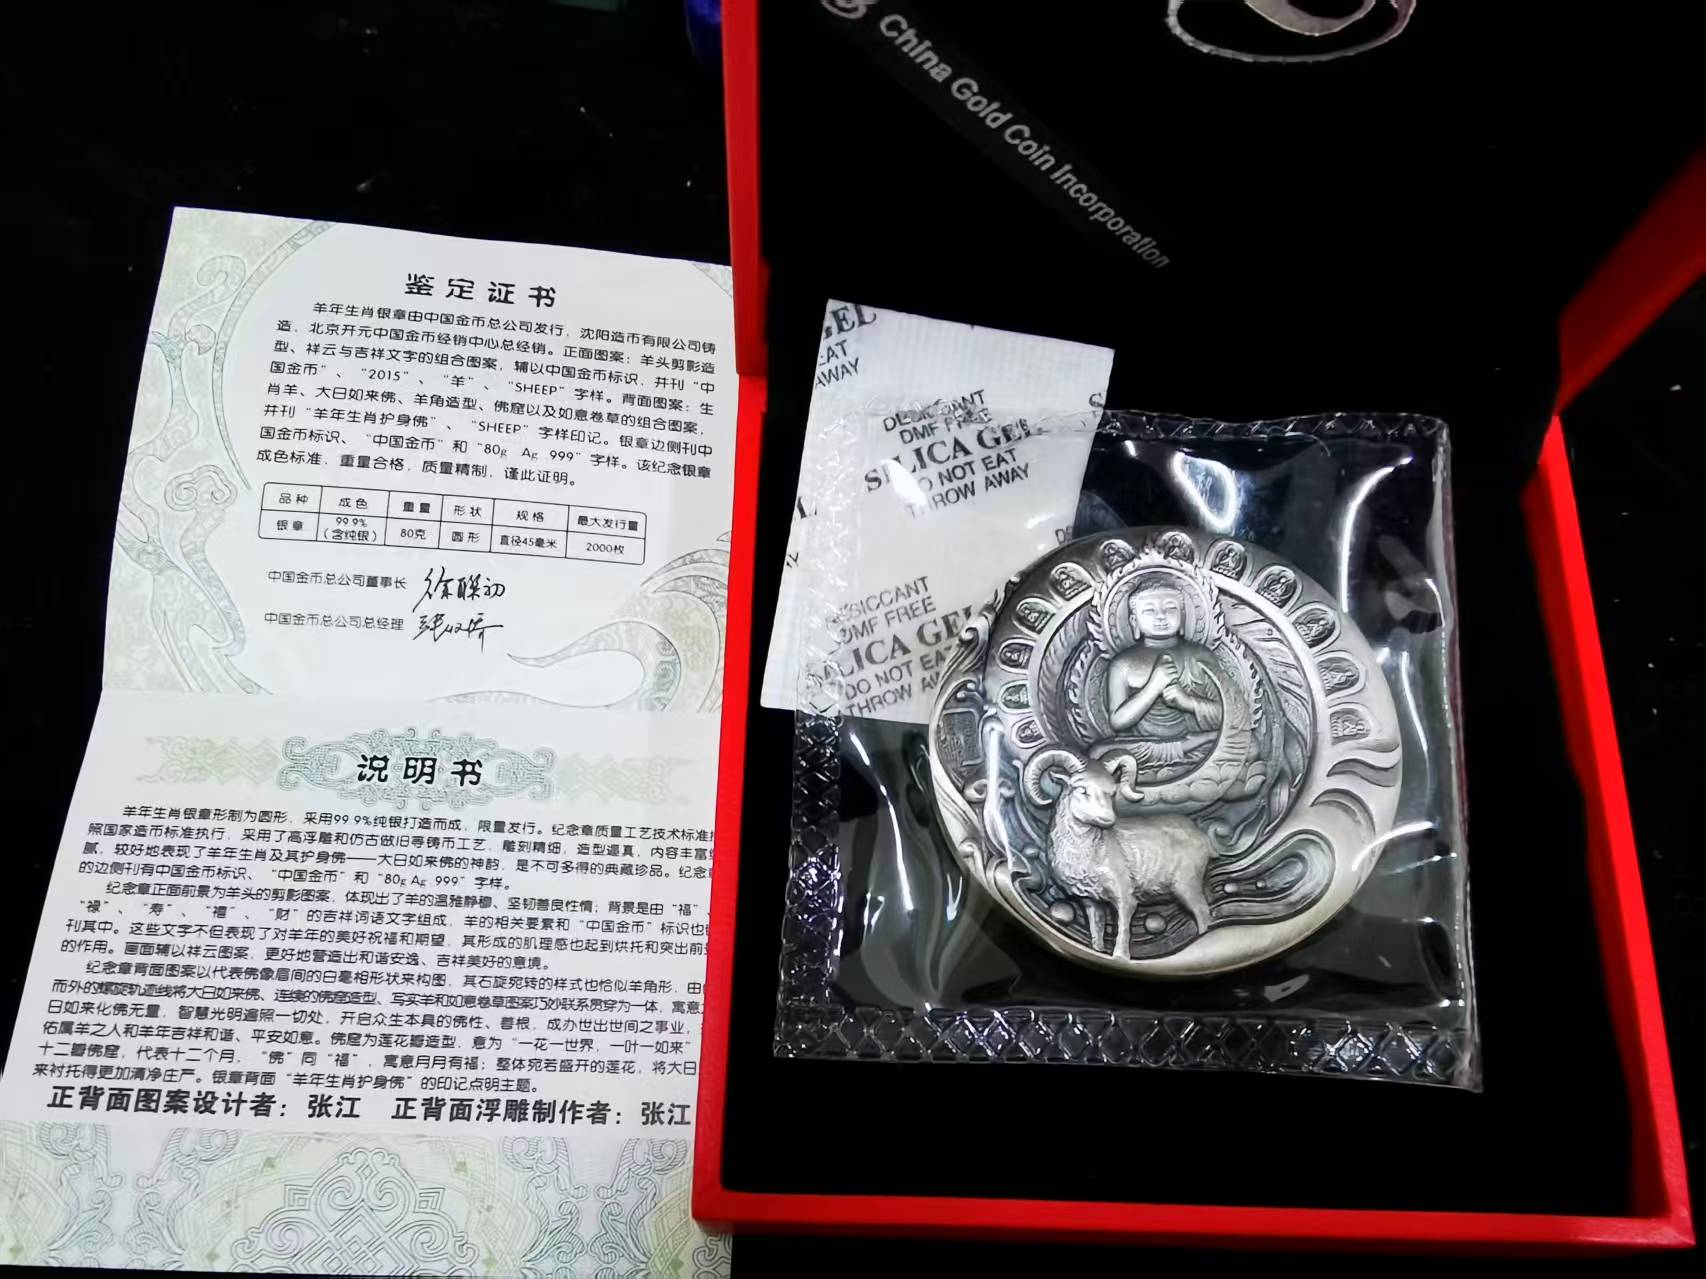 China Gold Coin Incorporation
鉴定证书
羊年生肖银章由中国金币总公司发行，沈阳造币有限公司铸
造，北京开元中国金币经销中心总经销。正面图案：羊头剪影造
型、祥云与吉祥文字的组合图案，辅以中国金币标识，并刊“中
国金币”、“2015”、“羊”、“SHEEP”字样。背面图案：生
肖羊、大日如来佛、羊角造型、佛窟以及如意卷草的组合图案，
并刊“羊年生肖护身佛”、“SHEEP”字样印记。银章边侧刊中
国金币标识、“中国金币”和“80g Ag 999”字样。该纪念银章
成色标准，重量合格，质量精制，谨此证明。
品种 成色 重量 形状 规格 最大发行量
银章 99.9%（含纯银） 80克 圆形 直径45毫米 2000枚
中国金币总公司董事长
中国金币总公司总经理
说明书
羊年生肖银章形制为圆形，采用99.9%纯银打造而成，限量发行。纪念章质量工艺技术标准
照国家造币标准执行，采用了高浮雕和仿古做旧等铸币工艺，雕刻精细，造型逼真，内容丰富
腻，较好地表现了羊年生肖及其护身佛——大日如来佛的神韵，是不可多得的典藏珍品。纪念
的边侧刊有中国金币标识、“中国金币”和“80g Ag 999”字样。
纪念章正面前景为羊头的剪影图案，体现出了羊的温雅静穆、坚韧善良性情；背景是由“福”、
“禄”、“寿”、“禧”、“财”的吉祥词语文字组成，羊的相关要素和“中国金币”标识也
刊其中。这些文字不但表现了对羊年的美好祝福和期望，其形成的肌理感也起到烘托和突出前
的作用。画面辅以祥云图案，更好地营造出和谐安逸、吉祥美好的意境。
纪念章背面图案以代表佛像眉间的白毫相形状来构图，其右旋宛转的样式也恰似羊角形，由
而外的螺旋轨迹线将大日如来佛、连续的佛窟造型、写实羊和如意卷草图案巧妙联系贯穿为一体，寓意
日如来化佛无量，智慧光明遍照一切处，开启众生本具的佛性、善根，成办世出世间之事业，
佑属羊之人和羊年吉祥和谐、平安如意。佛窟为莲花瓣造型，意为“一花一世界，一叶一如来”
十二瓣佛窟，代表十二个月，“佛”同“福”，寓意月月有福；整体宛若盛开的莲花，将大日
来衬托得更加清净庄严。银章背面“羊年生肖护身佛”的印记点明主题。
正背面图案设计者：张江 正背面浮雕制作者：张江
GEL
EAT
AWAY
DESICCANT
DMF FREE
SILICA GEL
DO NOT EAT
THROW AWAY
DESICCANT
DMF FREE
SILICA GEL
DO NOT EAT
THROW AWAY